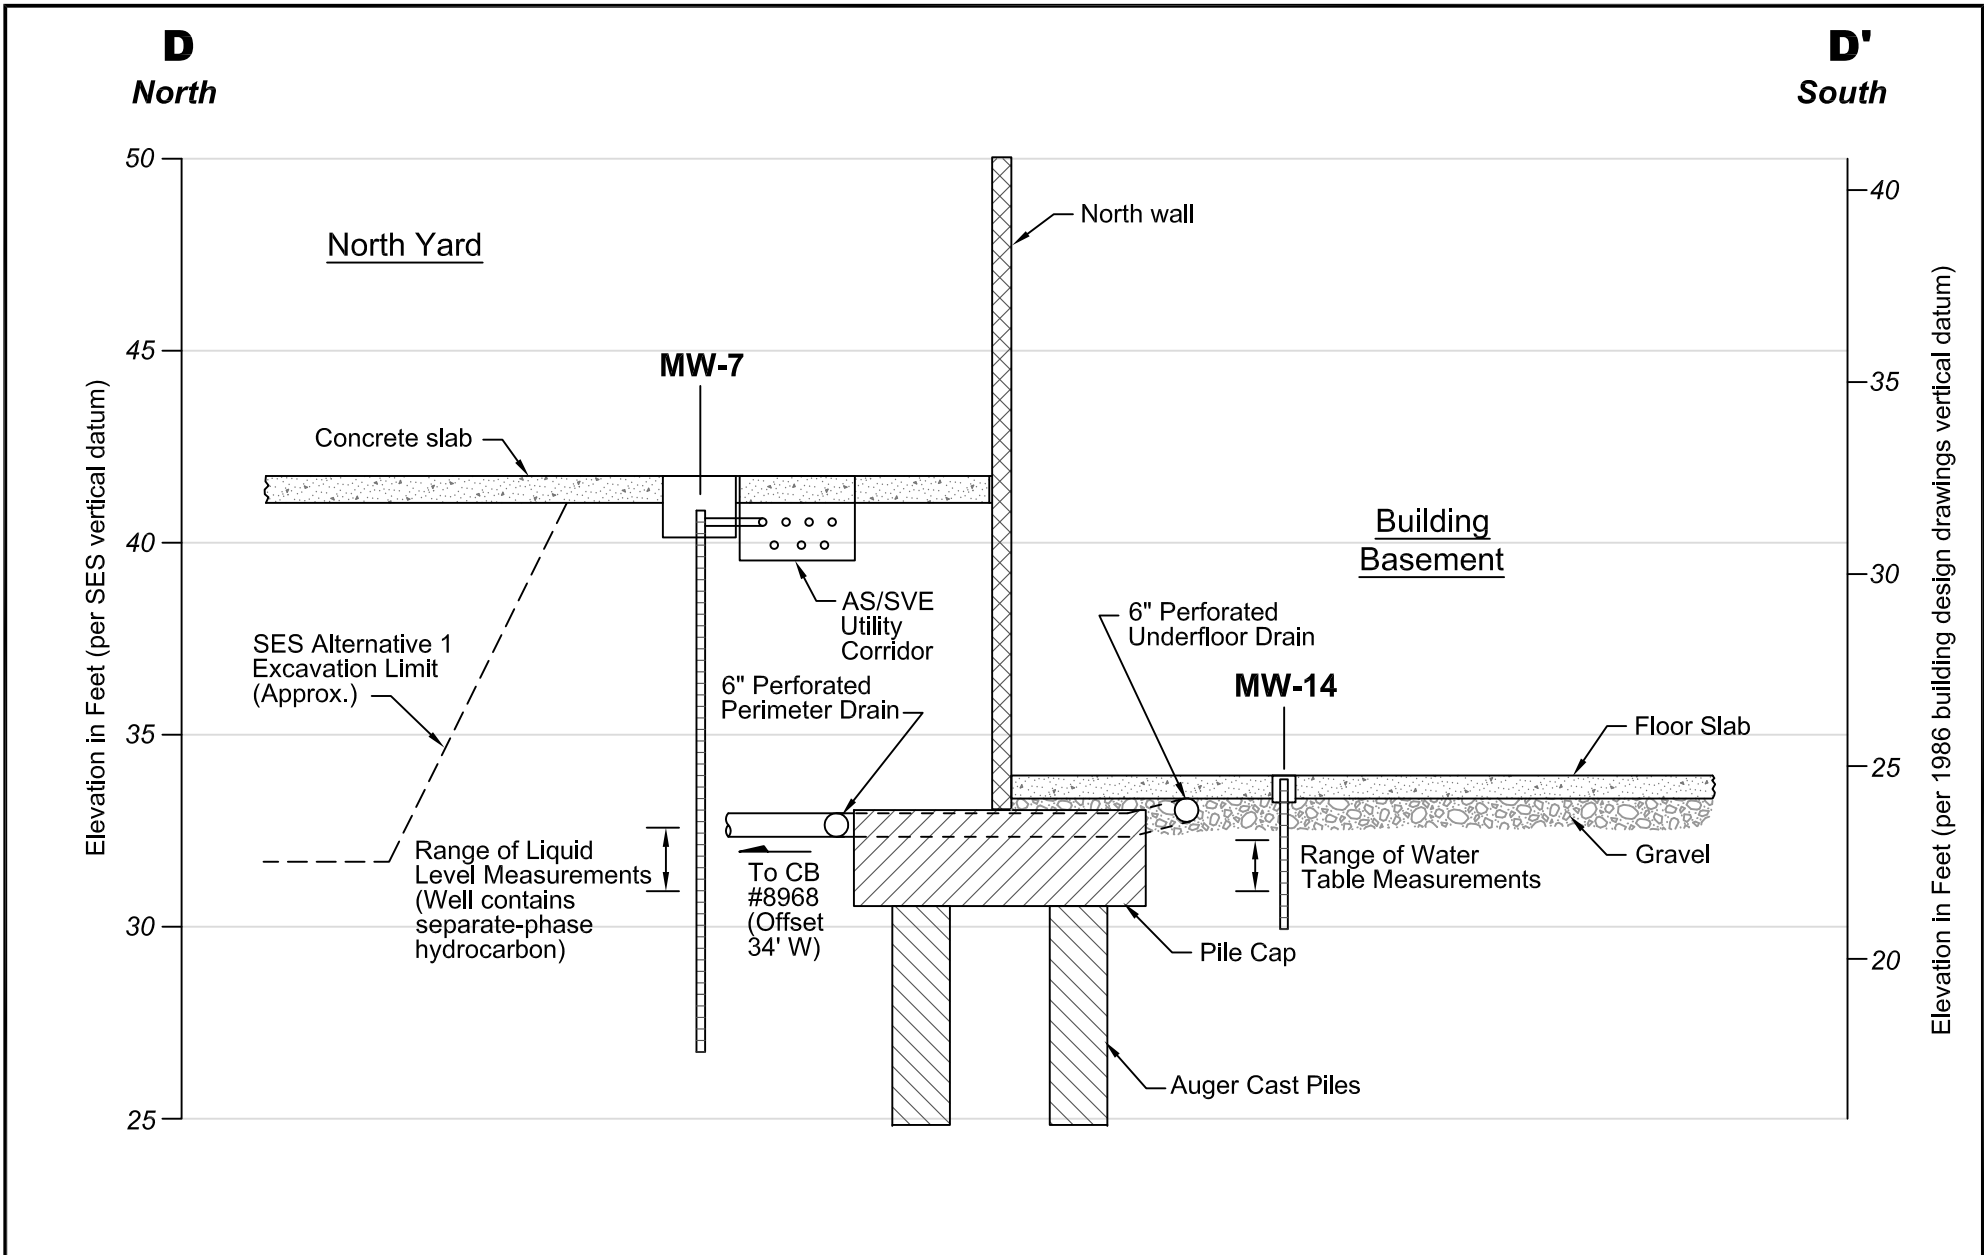 D
North
D'
South
50
45
40
35
30
25
Elevation in Feet (per SES vertical datum)
40
35
30
25
20
Elevation in Feet (per 1986 building design drawings vertical datum)
North Yard
North wall
MW-7
Concrete slab
Building
Basement
AS/SVE
Utility
Corridor
6" Perforated
Underfloor Drain
SES Alternative 1
Excavation Limit
(Approx.)
6" Perforated
Perimeter Drain
MW-14
Floor Slab
Range of Liquid
Level Measurements
(Well contains
separate-phase
hydrocarbon)
To CB
#8968
(Offset
34' W)
Range of Water
Table Measurements
Gravel
Pile Cap
Auger Cast Piles